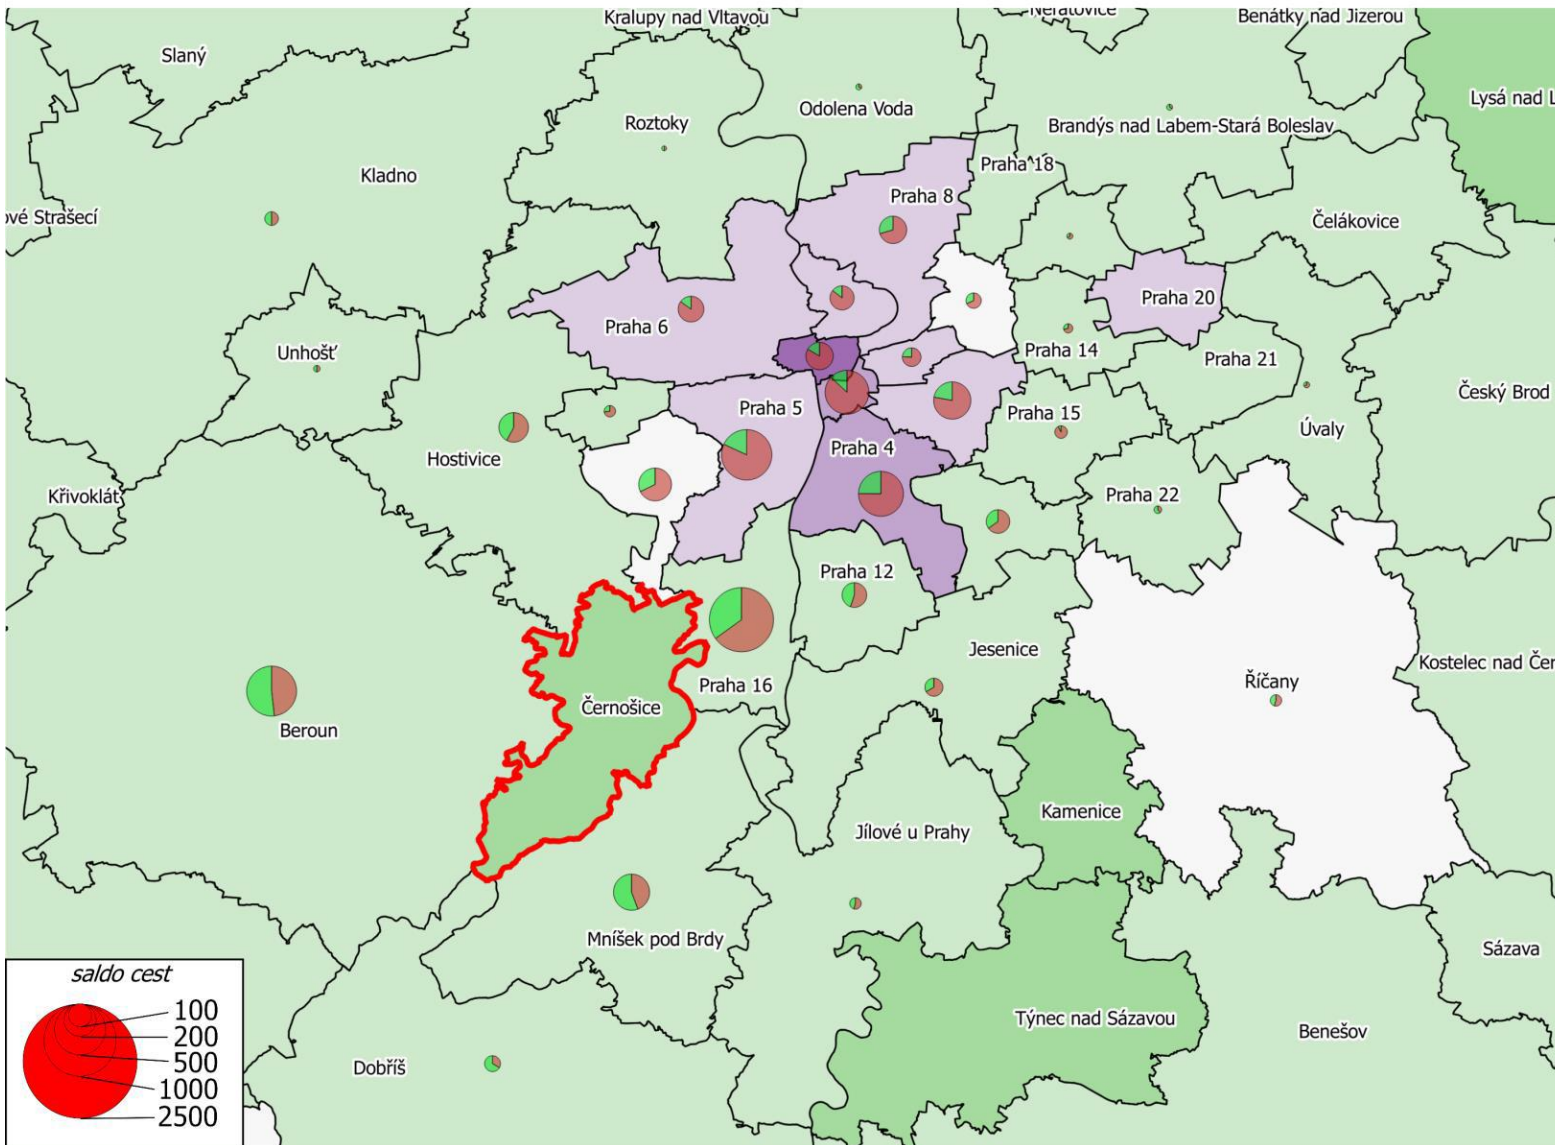 Kralupy nad Vltavou
Neratovice
Benátky nad Jizerou
Slaný
Lysá nad L
Odolena Voda
Roztoky
Brandýs nad Labem-Stará Boleslav
Praha 18
Kladno
Praha 8
ové Strašecí
Čelákovice
Praha 20
Praha 6
Unhošť
Praha 14
Praha 21
Český Brod
Praha 5
Praha 15
Úvaly
Praha 4
Hostivice
Křivoklát
Praha 22
Praha 12
Jesenice
Kostelec nad Čer
Praha 16
Říčany
Černošice
Beroun
Kamenice
Jílové u Prahy
Mníšek pod Brdy
Sázava
Týnec nad Sázavou
Benešov
Dobříš
saldo cest
100
200
500
1000
2500